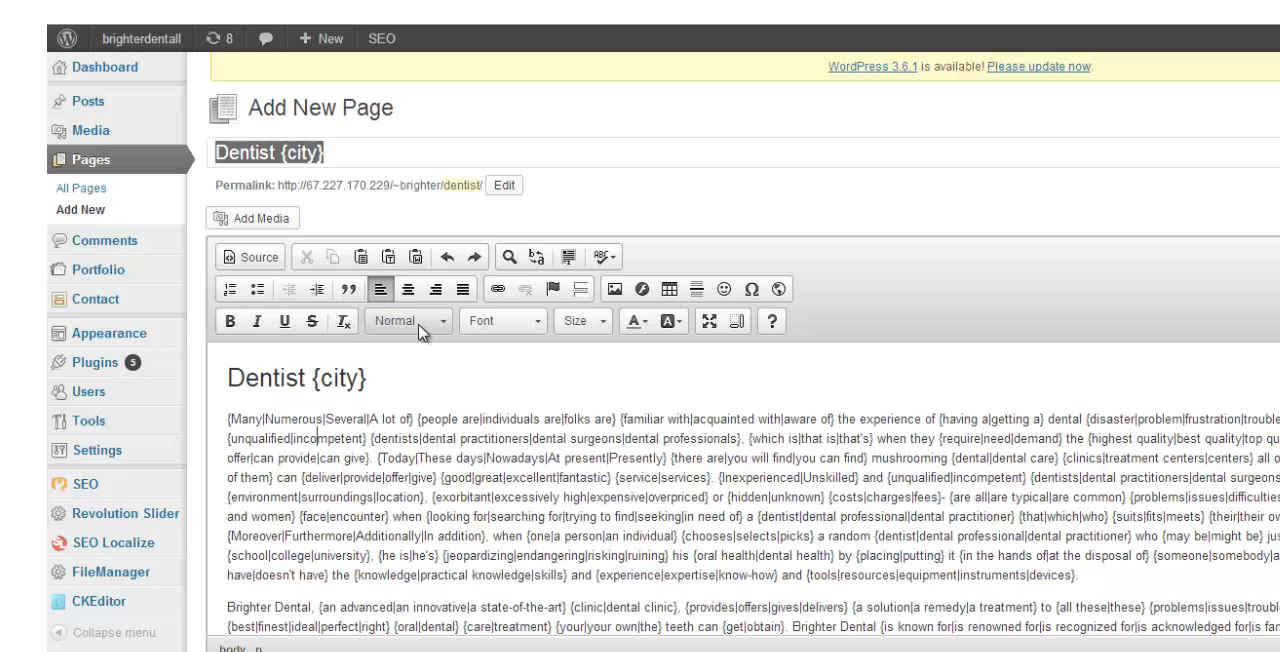 brighterdentall 8 + New SEO
Dashboard
WordPress 3.6.1 is available! Please update now.
Posts
Add New Page
Media
Pages
Dentist {city}
All Pages
Permalink: http://67.227.170.229/~brighter/dentist/ Edit
Add New
Add Media
Comments
Source
Portfolio
Contact
B I U S Tx Normal Font Size A A ?
Appearance
Plugins 5
Dentist {city}
Users
Tools
{Many|Numerous|Several|A lot of} {people are|individuals are|folks are} {familiar with|acquainted with|aware of} the experience of {having a|getting a} dental {disaster|problem|frustration|trouble
{unqualified|incompetent} {dentists|dental practitioners|dental surgeons|dental professionals}, {which is|that is|that's} when they {require|need|demand} the {highest quality|best quality|top qu
Settings
offer|can provide|can give}. {Today|These days|Nowadays|At present|Presently} {there are|you will find|you can find} mushrooming {dental|dental care} {clinics|treatment centers|centers} all o
of them} can {deliver|provide|offer|give} {good|great|excellent|fantastic} {service|services}. {Inexperienced|Unskilled} and {unqualified|incompetent} {dentists|dental practitioners|dental surgeons
SEO
{environment|surroundings|location}, {exorbitant|excessively high|expensive|overpriced} or {hidden|unknown} {costs|charges|fees}- {are all|are typical|are common} {problems|issues|difficulties
Revolution Slider
and women} {face|encounter} when {looking for|searching for|trying to find|seeking|in need of} a {dentist|dental professional|dental practitioner} {that|which|who} {suits|fits|meets} {their|their ow
SEO Localize
{Moreover|Furthermore|Additionally|In addition}, when {one|a person|an individual} {chooses|selects|picks} a random {dentist|dental professional|dental practitioner} who {may be|might be} jus
{school|college|university}, {he is|he's} {jeopardizing|endangering|risking|ruining} his {oral health|dental health} by {placing|putting} it {in the hands of|at the disposal of} {someone|somebody|a
FileManager
have|doesn't have} the {knowledge|practical knowledge|skills} and {experience|expertise|know-how} and {tools|resources|equipment|instruments|devices}.
CKEditor
Brighter Dental, {an advanced|an innovative|a state-of-the-art} {clinic|dental clinic}, {provides|offers|gives|delivers} {a solution|a remedy|a treatment} to {all these|these} {problems|issues|troubl
{best|finest|ideal|perfect|right} {oral|dental} {care|treatment} {your|your own|the} teeth can {get|obtain}. Brighter Dental {is known for|is renowned for|is recognized for|is acknowledged for|is fan
Collapse menu
body p